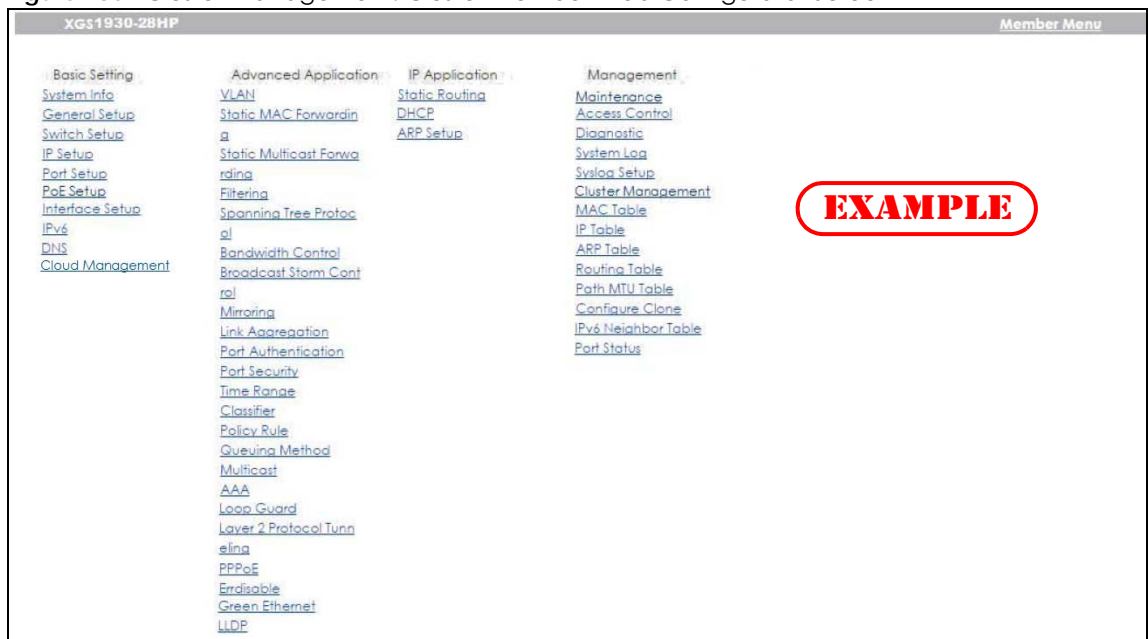 XGS1930-28HP
Member Menu
Basic Setting
System Info
General Setup
Switch Setup
IP Setup
Port Setup
PoE Setup
Interface Setup
IPv6
DNS
Cloud Management
Advanced Application
VLAN
Static MAC Forwardin
g
Static Multicast Forwa
rding
Filtering
Spanning Tree Protoc
ol
Bandwidth Control
Broadcast Storm Cont
rol
Mirroring
Link Aggregation
Port Authentication
Port Security
Time Range
Classifier
Policy Rule
Queuing Method
Multicast
AAA
Loop Guard
Layer 2 Protocol Tunn
eling
PPPoE
Errdisable
Green Ethernet
LLDP
IP Application
Static Routing
DHCP
ARP Setup
Management
Maintenance
Access Control
Diagnostic
System Log
Syslog Setup
Cluster Management
MAC Table
IP Table
ARP Table
Routing Table
Path MTU Table
Configure Clone
IPv6 Neighbor Table
Port Status
EXAMPLE